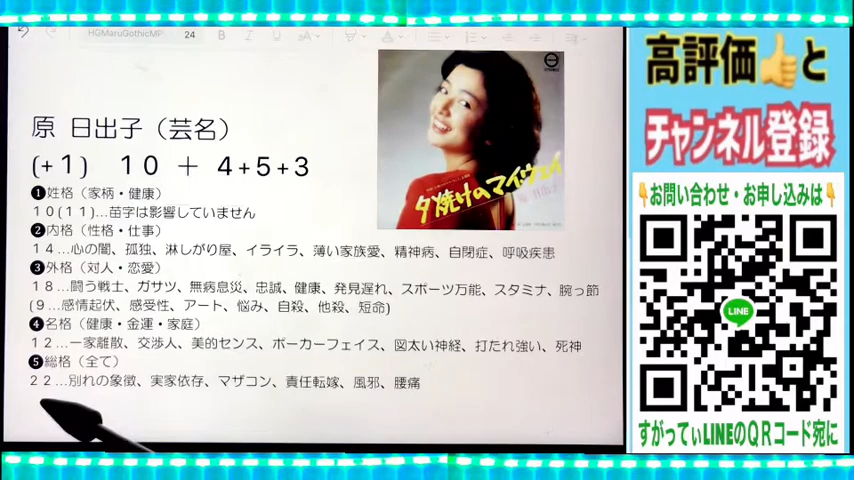 HGMaruGothicMP 24 B I U A
原 日出子（芸名）
(+１) １０ ＋ ４+５+３
❶姓格（家柄・健康）
１０(１１)…苗字は影響していません
❷内格（性格・仕事）
１４…心の闇、孤独、淋しがり屋、イライラ、薄い家族愛、精神病、自閉症、呼吸疾患
❸外格（対人・恋愛）
１８…闘う戦士、ガサツ、無病息災、忠誠、健康、発見遅れ、スポーツ万能、スタミナ、腕っ節
(９…感情起伏、感受性、アート、悩み、自殺、他殺、短命)
❹名格（健康・金運・家庭）
１２…一家離散、交渉人、美的センス、ポーカーフェイス、図太い神経、打たれ強い、死神
❺総格（全て）
２２…別れの象徴、実家依存、マザコン、責任転嫁、風邪、腰痛
夕焼けのマイ・ウェイ
高評価👍と
チャンネル登録
👇お問い合わせ・お申し込みは👇
LINE
すがってぃLINEのQRコード宛に